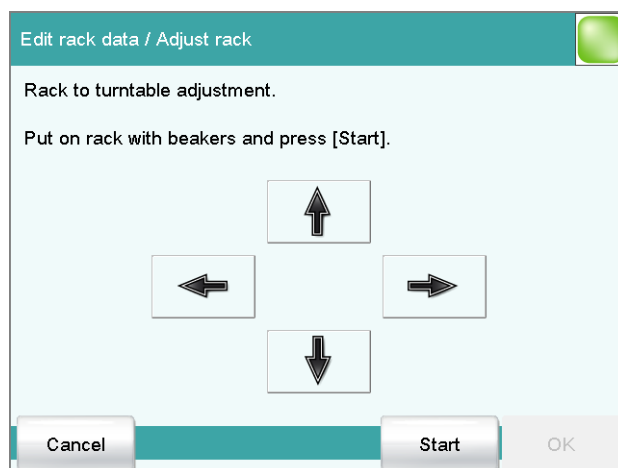 Edit rack data / Adjust rack
Rack to turntable adjustment.
Put on rack with beakers and press [Start].
Cancel
Start
OK